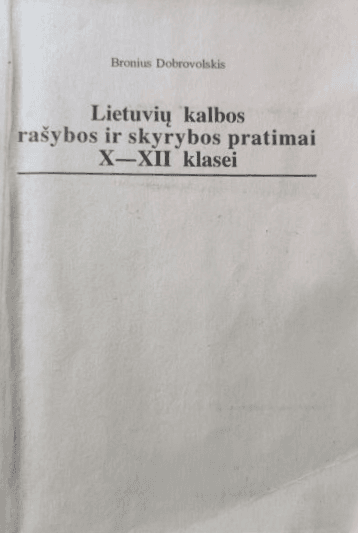 Bronius Dobrovolskis
Lietuvių kalbos
rašybos ir skyrybos pratimai
X—XII klasei